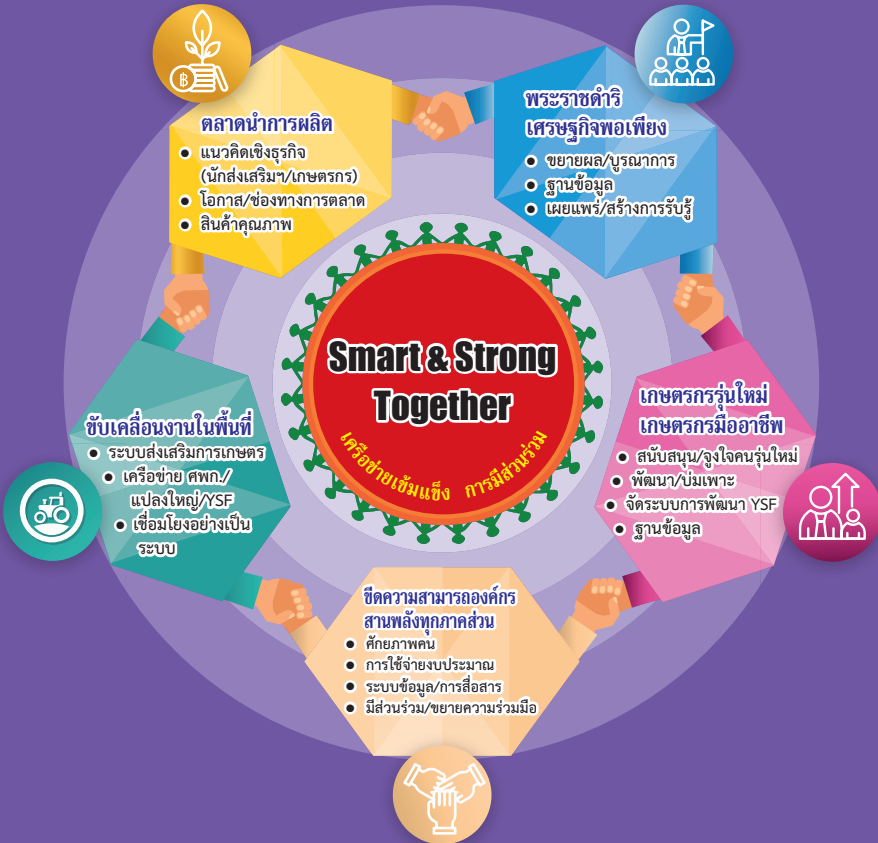 ตลาดนำการผลิต
● แนวคิดเชิงธุรกิจ
(นักส่งเสริมฯ/เกษตรกร)
● โอกาส/ช่องทางการตลาด
● สินค้าคุณภาพ
พระราชดำริ
เศรษฐกิจพอเพียง
● ขยายผล/บูรณาการ
● ฐานข้อมูล
● เผยแพร่/สร้างการรับรู้
Smart & Strong
Together
เครือข่ายเข้มแข็ง การมีส่วนร่วม
ขับเคลื่อนงานในพื้นที่
● ระบบส่งเสริมการเกษตร
● เครือข่าย ศพก./
แปลงใหญ่/YSF
● เชื่อมโยงอย่างเป็น
ระบบ
เกษตรกรรุ่นใหม่
เกษตรกรมืออาชีพ
● สนับสนุน/จูงใจคนรุ่นใหม่
● พัฒนา/บ่มเพาะ
● จัดระบบการพัฒนา YSF
● ฐานข้อมูล
ขีดความสามารถองค์กร
สานพลังทุกภาคส่วน
● ศักยภาพคน
● การใช้จ่ายงบประมาณ
● ระบบข้อมูล/การสื่อสาร
● มีส่วนร่วม/ขยายความร่วมมือ
฿